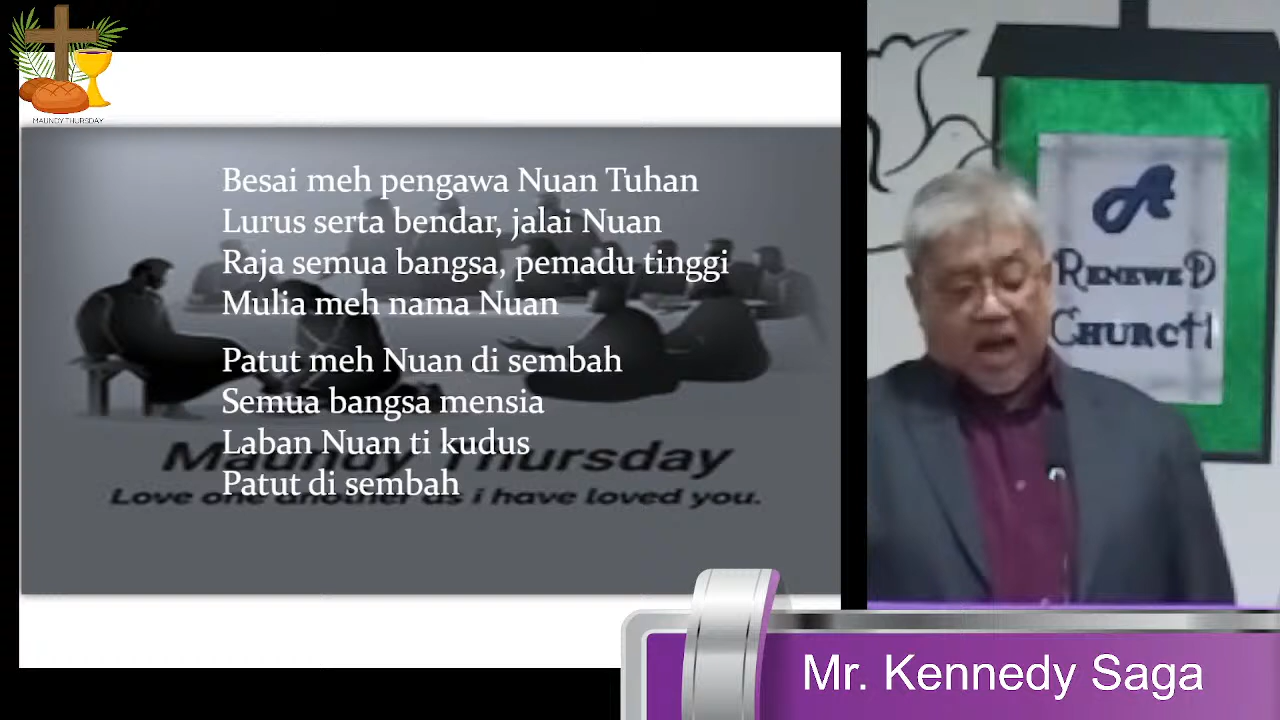 MAUNDY THURSDAY
Besai meh pengawa Nuan Tuhan
Lurus serta bendar, jalai Nuan
Raja semua bangsa, pemadu tinggi
Mulia meh nama Nuan
Patut meh Nuan di sembah
Semua bangsa mensia
Laban Nuan ti kudus
Patut di sembah
Maundy Thursday
Love one another as i have loved you.
A
RENEWED
CHURCH
Mr. Kennedy Saga